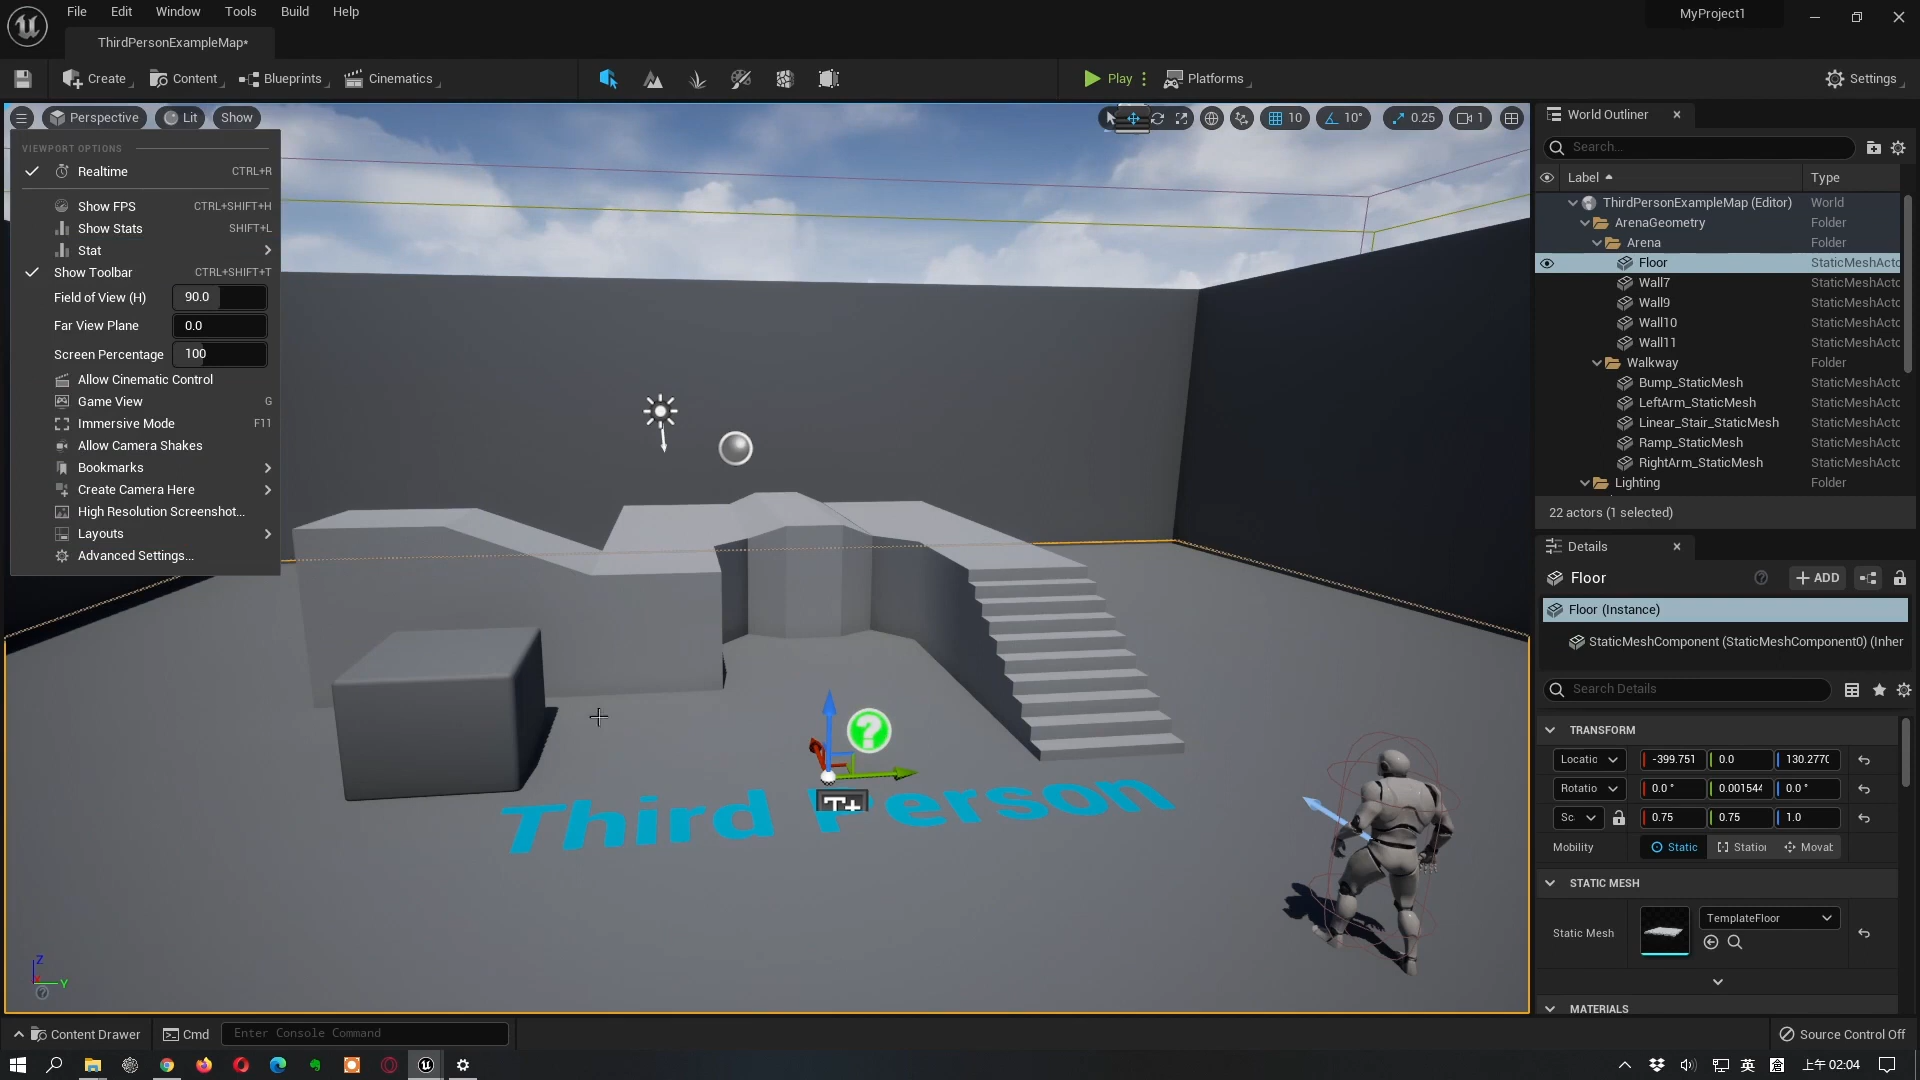 File Edit Window Tools Build Help
MyProject1
ThirdPersonExampleMap*
Create Content Blueprints Cinematics Play Platforms Settings
Perspective Lit Show 10 10° 0.25 1
VIEWPORT OPTIONS
Realtime CTRL+R
Show FPS CTRL+SHIFT+H
Show Stats SHIFT+L
Stat
Show Toolbar CTRL+SHIFT+T
Field of View (H) 90.0
Far View Plane 0.0
Screen Percentage 100
Allow Cinematic Control
Game View G
Immersive Mode F11
Allow Camera Shakes
Bookmarks
Create Camera Here
High Resolution Screenshot...
Layouts
Advanced Settings...
Third Person
T+
?
Z
Y
World Outliner
Search...
Label Type
ThirdPersonExampleMap (Editor) World
ArenaGeometry Folder
Arena Folder
Floor StaticMeshActo
Wall7 StaticMeshActo
Wall9 StaticMeshActo
Wall10 StaticMeshActo
Wall11 StaticMeshActo
Walkway Folder
Bump_StaticMesh StaticMeshActo
LeftArm_StaticMesh StaticMeshActo
Linear_Stair_StaticMesh StaticMeshActo
Ramp_StaticMesh StaticMeshActo
RightArm_StaticMesh StaticMeshActo
Lighting Folder
22 actors (1 selected)
Details
Floor + ADD
Floor (Instance)
StaticMeshComponent (StaticMeshComponent0) (Inher
Search Details
TRANSFORM
Locatic -399.751 0.0 130.277(
Rotatio 0.0 ° 0.001544 0.0 °
Sc. 0.75 0.75 1.0
Mobility Static Station Movab
STATIC MESH
Static Mesh TemplateFloor
MATERIALS
Content Drawer Cmd Enter Console Command Source Control Off
英 上午 02:04